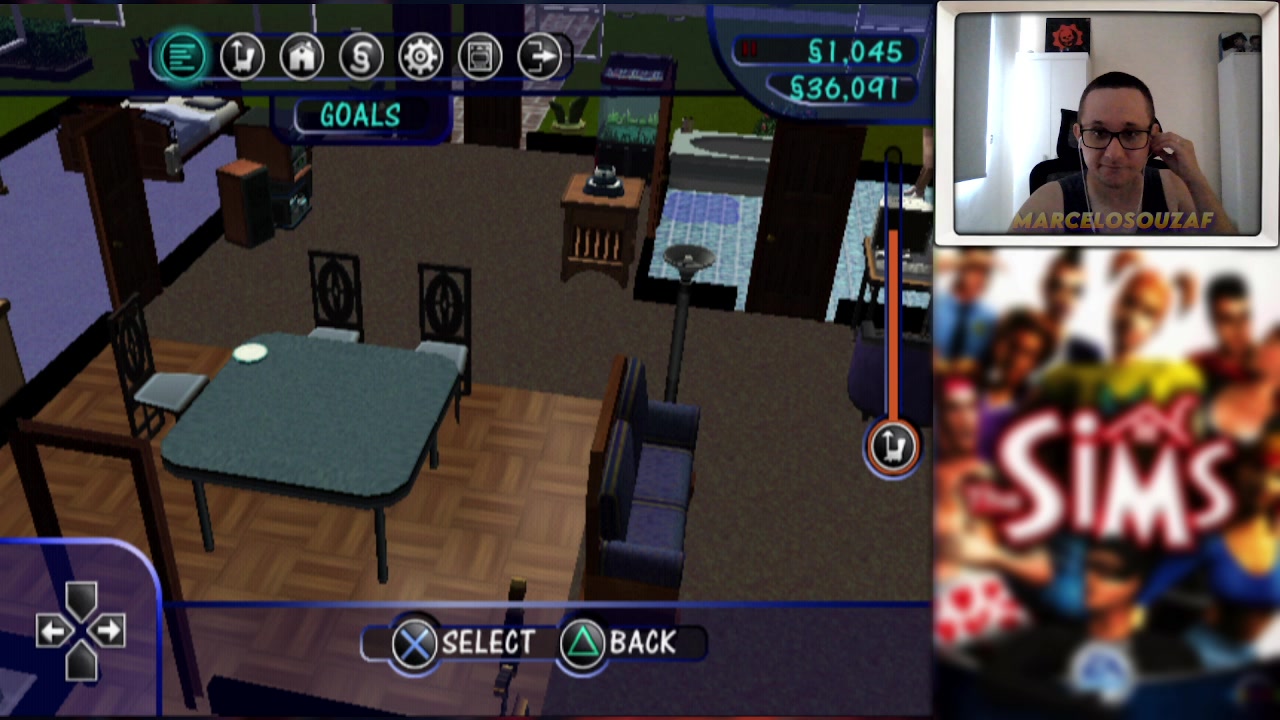 §1,045
§36,091
GOALS
MARCELOSOUZAF
The SiMS
SELECT BACK